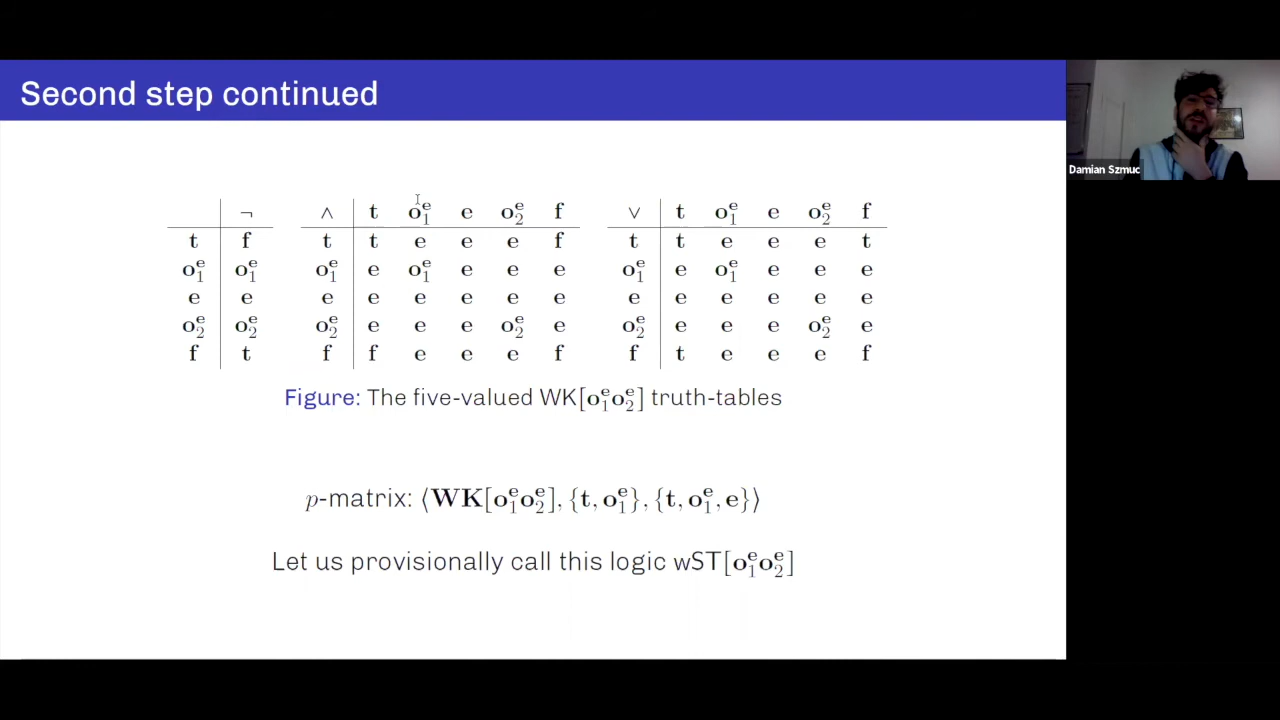 Second step continued
¬
t f
o₁ᵉ o₁ᵉ
e e
o₂ᵉ o₂ᵉ
f t
∧ t o₁ᵉ e o₂ᵉ f
t t e e e f
o₁ᵉ e o₁ᵉ e e e
e e e e e e
o₂ᵉ e e e o₂ᵉ e
f f e e e f
∨ t o₁ᵉ e o₂ᵉ f
t t e e e t
o₁ᵉ e o₁ᵉ e e e
e e e e e e
o₂ᵉ e e e o₂ᵉ e
f t e e e f
Figure: The five-valued WK[o₁ᵉo₂ᵉ] truth-tables
p-matrix: ⟨WK[o₁ᵉo₂ᵉ], {t, o₁ᵉ}, {t, o₁ᵉ, e}⟩
Let us provisionally call this logic wST[o₁ᵉo₂ᵉ]
Damian Szmuc